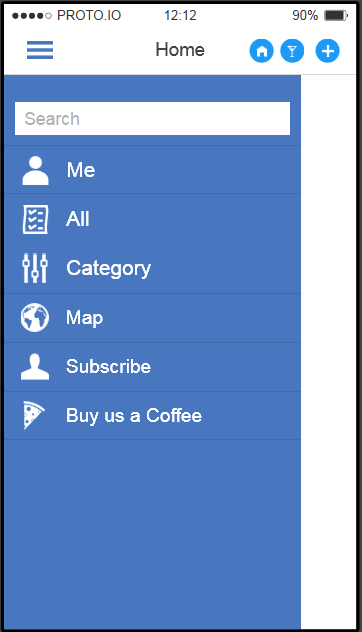 PROTO.IO 12:12 90%
Home
Search
Me
All
Category
Map
Subscribe
Buy us a Coffee